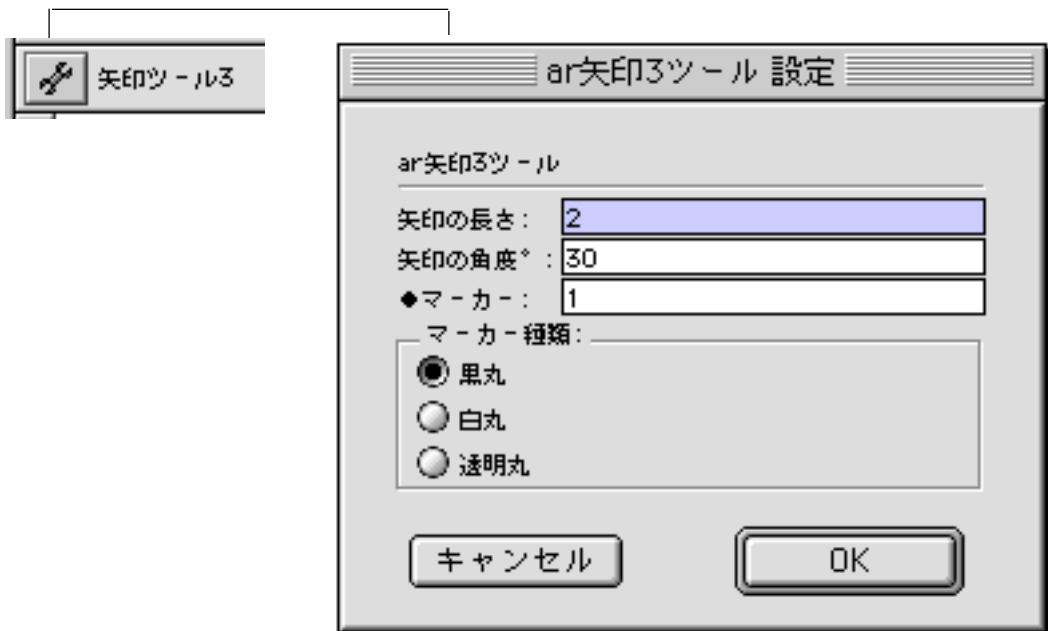 矢印ツール3
ar矢印3ツール 設定
ar矢印3ツール
矢印の長さ: 2
矢印の角度°: 30
◆マーカー: 1
マーカー種類:
黒丸
白丸
透明丸
キャンセル OK